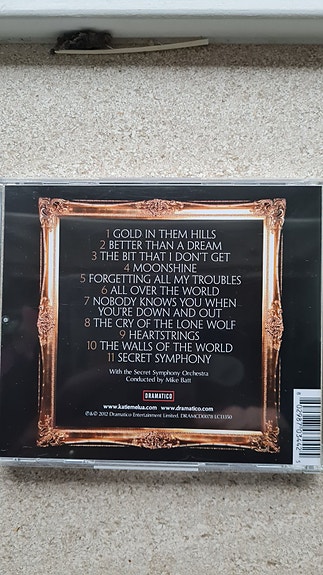 1 GOLD IN THEM HILLS
2 BETTER THAN A DREAM
3 THE BIT THAT I DON'T GET
4 MOONSHINE
5 FORGETTING ALL MY TROUBLES
6 ALL OVER THE WORLD
7 NOBODY KNOWS YOU WHEN
YOU'RE DOWN AND OUT
8 THE CRY OF THE LONE WOLF
9 HEARTSTRINGS
10 THE WALLS OF THE WORLD
11 SECRET SYMPHONY
With the Secret Symphony Orchestra
Conducted by Mike Batt
DRAMATICO
www.katiemelua.com www.dramatico.com
℗&© 2012 Dramatico Entertainment Limited. DRAMCD0078 LC13350